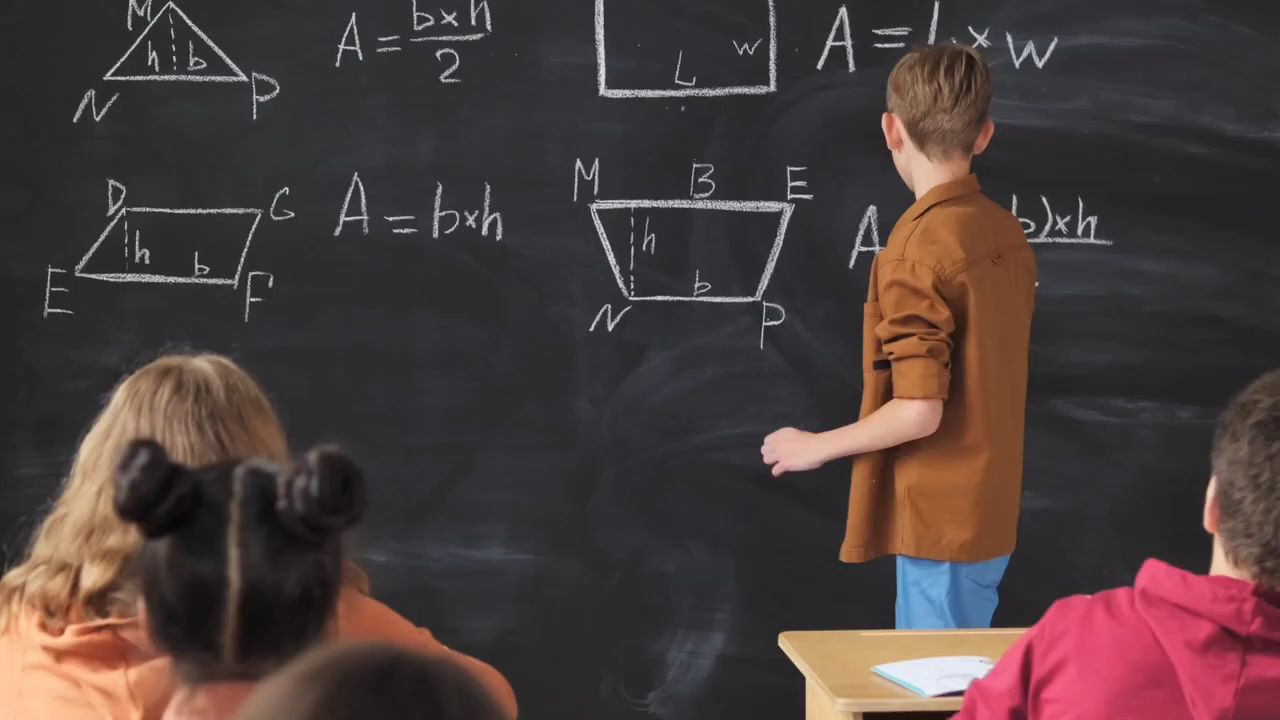 M
h b
N P
A = b×h
2
L w
A = L × w
D G
h b
E F
A = b×h
M B E
h
b
N P
A
b)×h